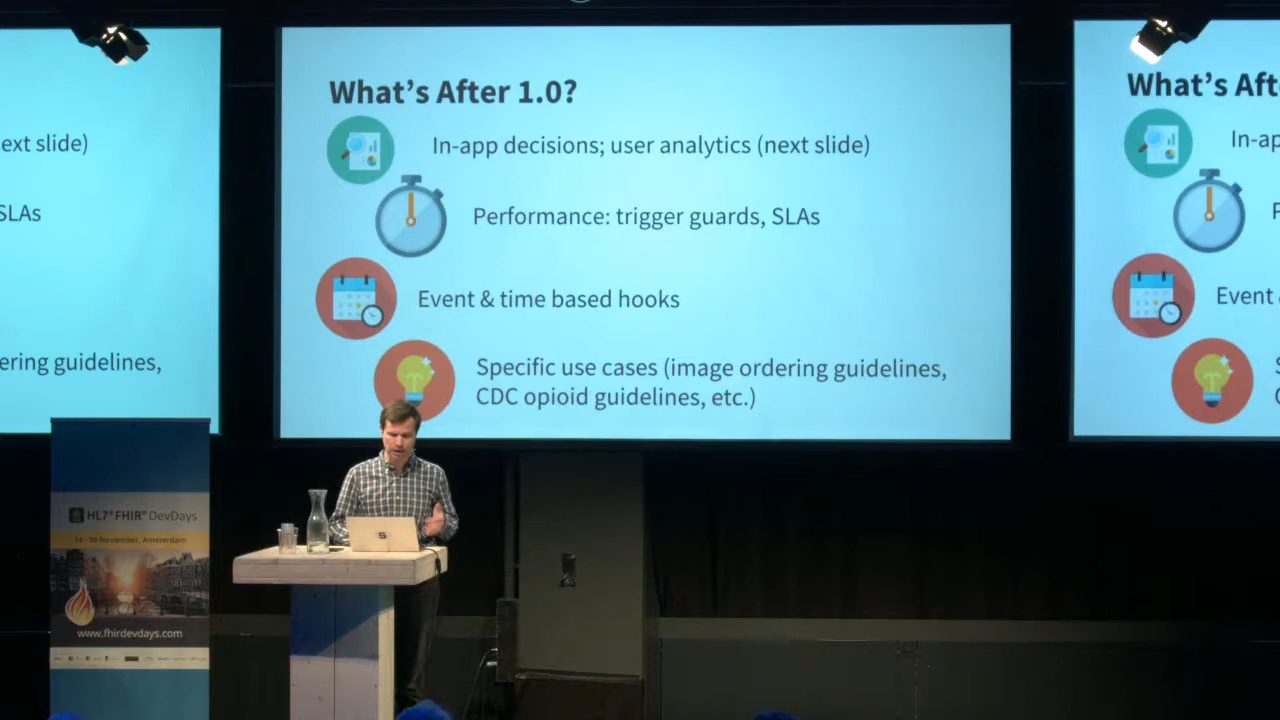 What's After 1.0?
In-app decisions; user analytics (next slide)
Performance: trigger guards, SLAs
Event & time based hooks
Specific use cases (image ordering guidelines,
CDC opioid guidelines, etc.)
ext slide)
SLAs
ering guidelines,
What's Afte
In-ap
Event
HL7® FHIR® DevDays
14 - 16 November, Amsterdam
www.fhirdevdays.com